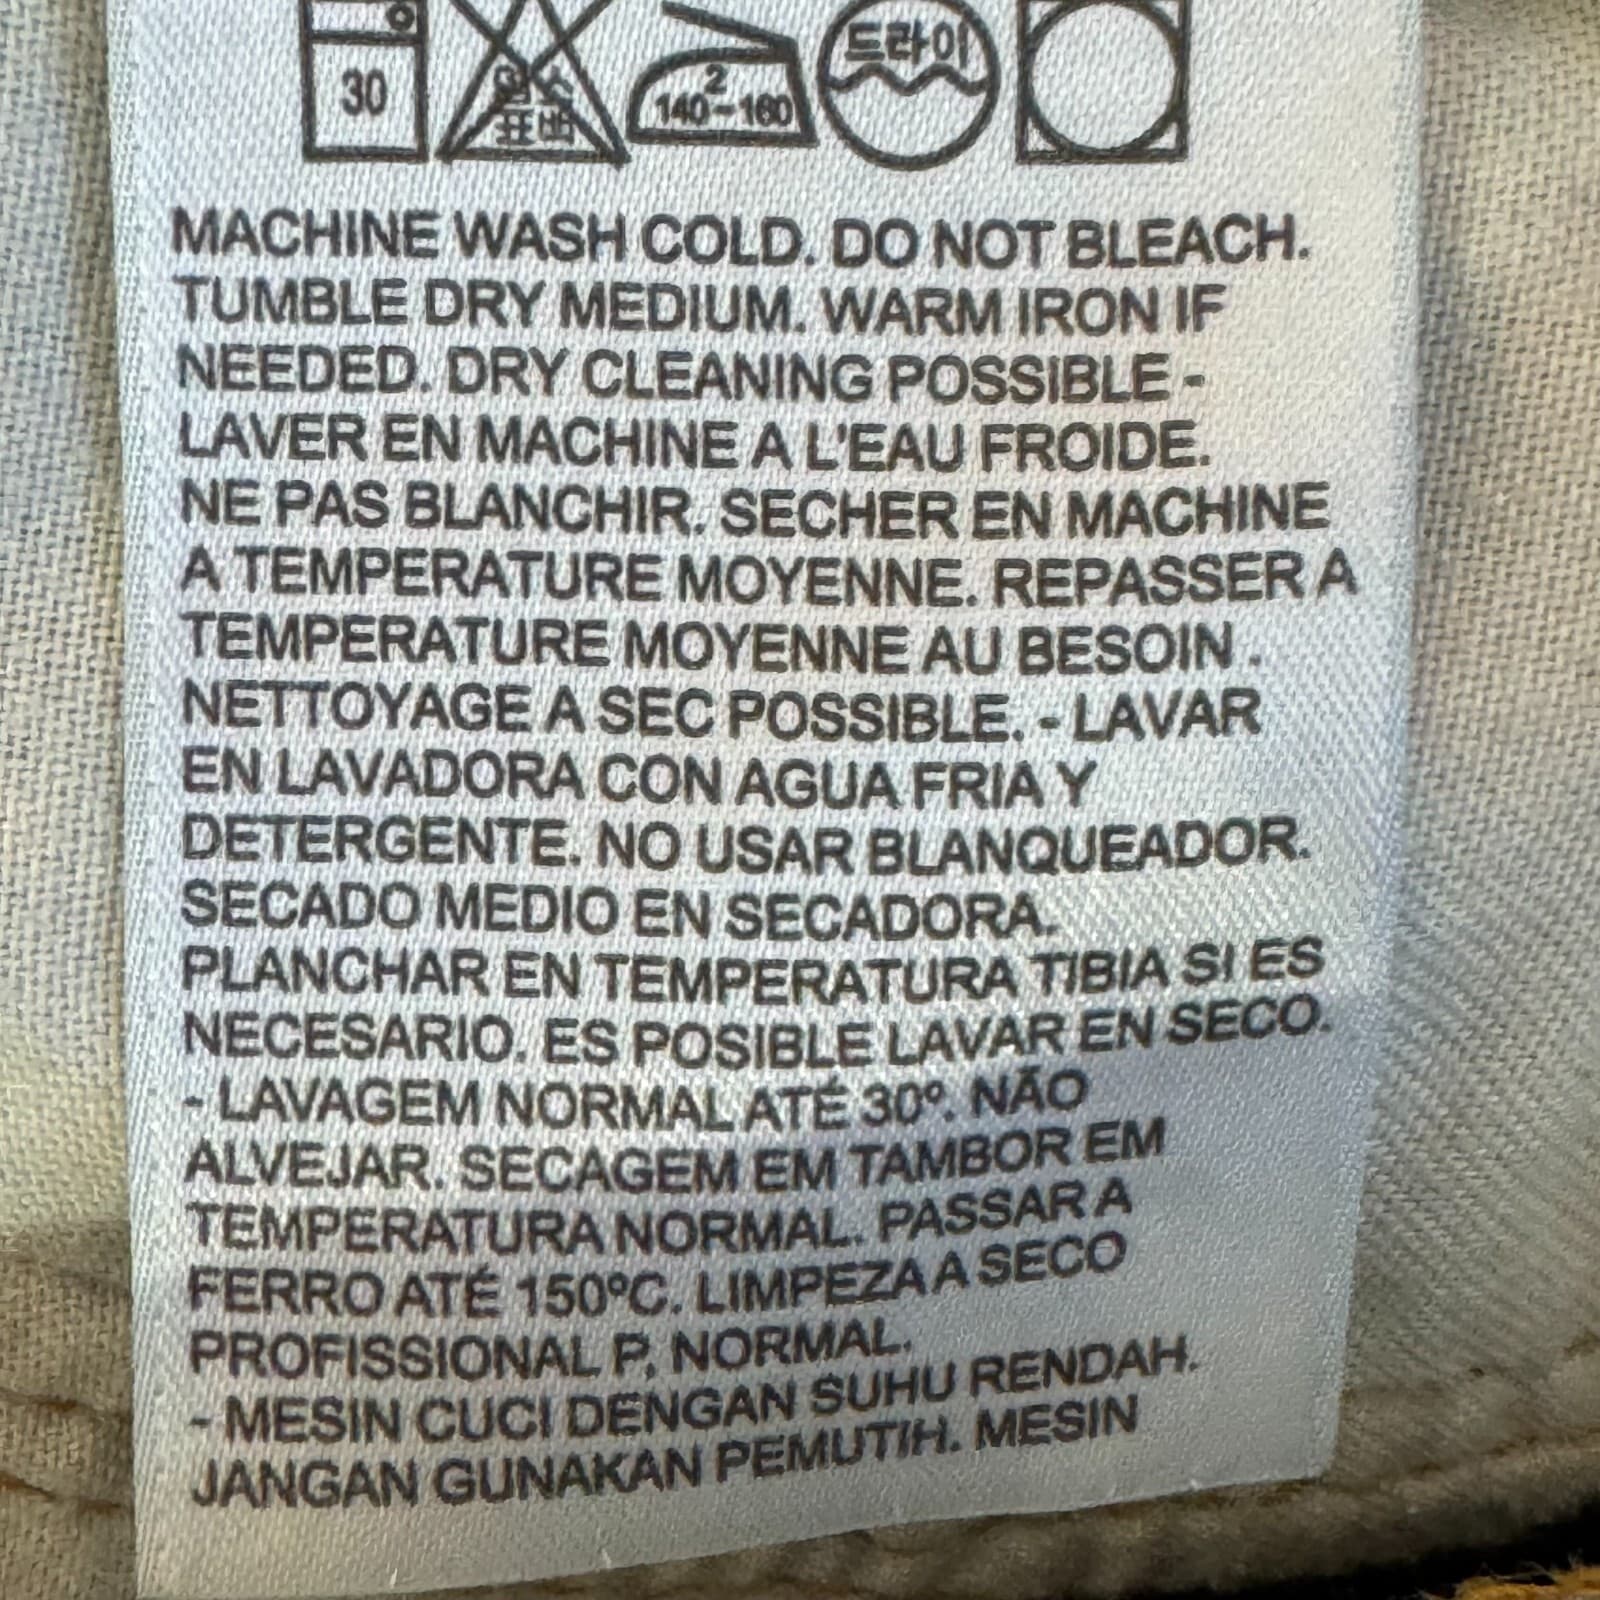 30
염소
표백
2
140-160
드라이
MACHINE WASH COLD. DO NOT BLEACH.
TUMBLE DRY MEDIUM. WARM IRON IF
NEEDED. DRY CLEANING POSSIBLE -
LAVER EN MACHINE A L'EAU FROIDE.
NE PAS BLANCHIR. SECHER EN MACHINE
A TEMPERATURE MOYENNE. REPASSER A
TEMPERATURE MOYENNE AU BESOIN .
NETTOYAGE A SEC POSSIBLE. - LAVAR
EN LAVADORA CON AGUA FRIA Y
DETERGENTE. NO USAR BLANQUEADOR.
SECADO MEDIO EN SECADORA.
PLANCHAR EN TEMPERATURA TIBIA SI ES
NECESARIO. ES POSIBLE LAVAR EN SECO.
- LAVAGEM NORMAL ATÉ 30º. NÃO
ALVEJAR. SECAGEM EM TAMBOR EM
TEMPERATURA NORMAL. PASSAR A
FERRO ATÉ 150ºC. LIMPEZA A SECO
PROFISSIONAL P. NORMAL.
- MESIN CUCI DENGAN SUHU RENDAH.
JANGAN GUNAKAN PEMUTIH. MESIN